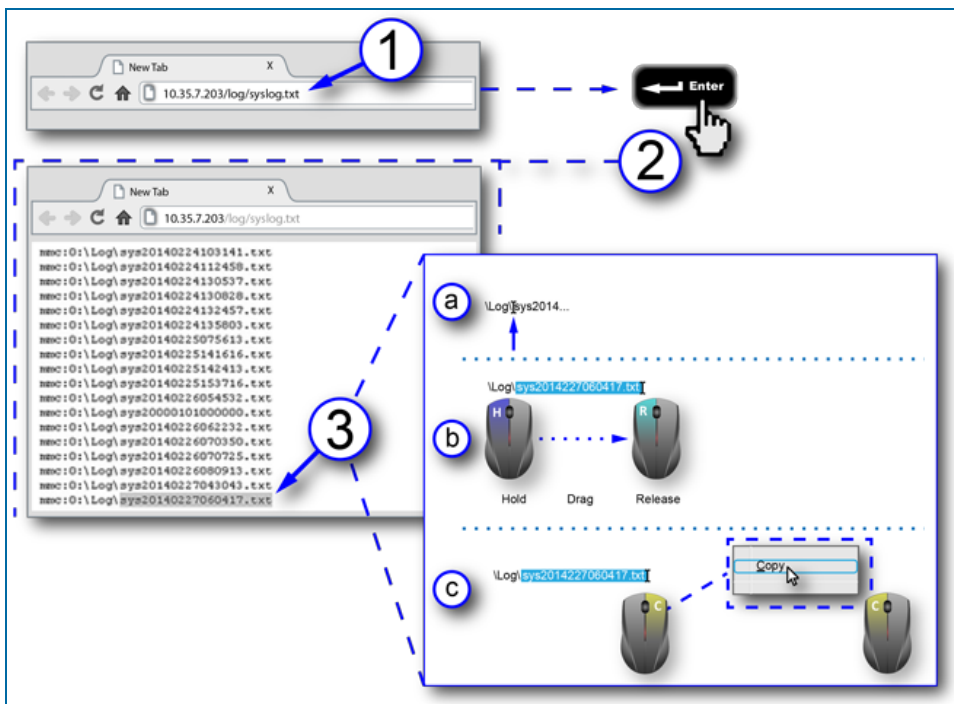 1
New Tab X
10.35.7.203/log/syslog.txt
Enter
2
New Tab X
10.35.7.203/log/syslog.txt
mmc:0:\Log\sys20140224103141.txt
mmc:0:\Log\sys20140224112458.txt
mmc:0:\Log\sys20140224130537.txt
mmc:0:\Log\sys20140224130828.txt
mmc:0:\Log\sys20140224132457.txt
mmc:0:\Log\sys20140224135803.txt
mmc:0:\Log\sys20140225075613.txt
mmc:0:\Log\sys20140225141616.txt
mmc:0:\Log\sys20140225142413.txt
mmc:0:\Log\sys20140225153716.txt
mmc:0:\Log\sys20140226054532.txt
mmc:0:\Log\sys20000101000000.txt
mmc:0:\Log\sys20140226062232.txt
mmc:0:\Log\sys20140226070350.txt
mmc:0:\Log\sys20140226070725.txt
mmc:0:\Log\sys20140226080913.txt
mmc:0:\Log\sys20140227043043.txt
mmc:0:\Log\sys20140227060417.txt
3
a
\Log\sys2014...
\Log\sys2014227060417.txt
b
H R
Hold Drag Release
c
\Log\sys2014227060417.txt
Copy
C C